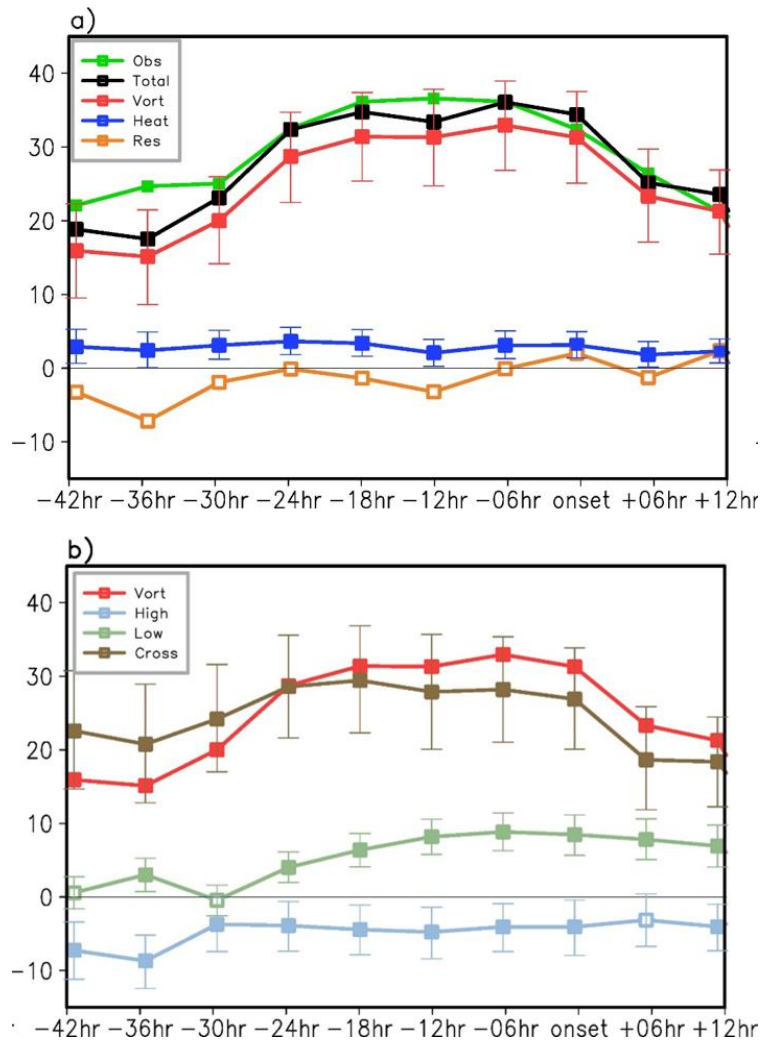 a)
40
30
20
10
0
-10
Obs
Total
Vort
Heat
Res
-42hr -36hr -30hr -24hr -18hr -12hr -06hr onset +06hr +12hr
b)
40
30
20
10
0
-10
Vort
High
Low
Cross
-42hr -36hr -30hr -24hr -18hr -12hr -06hr onset +06hr +12hr